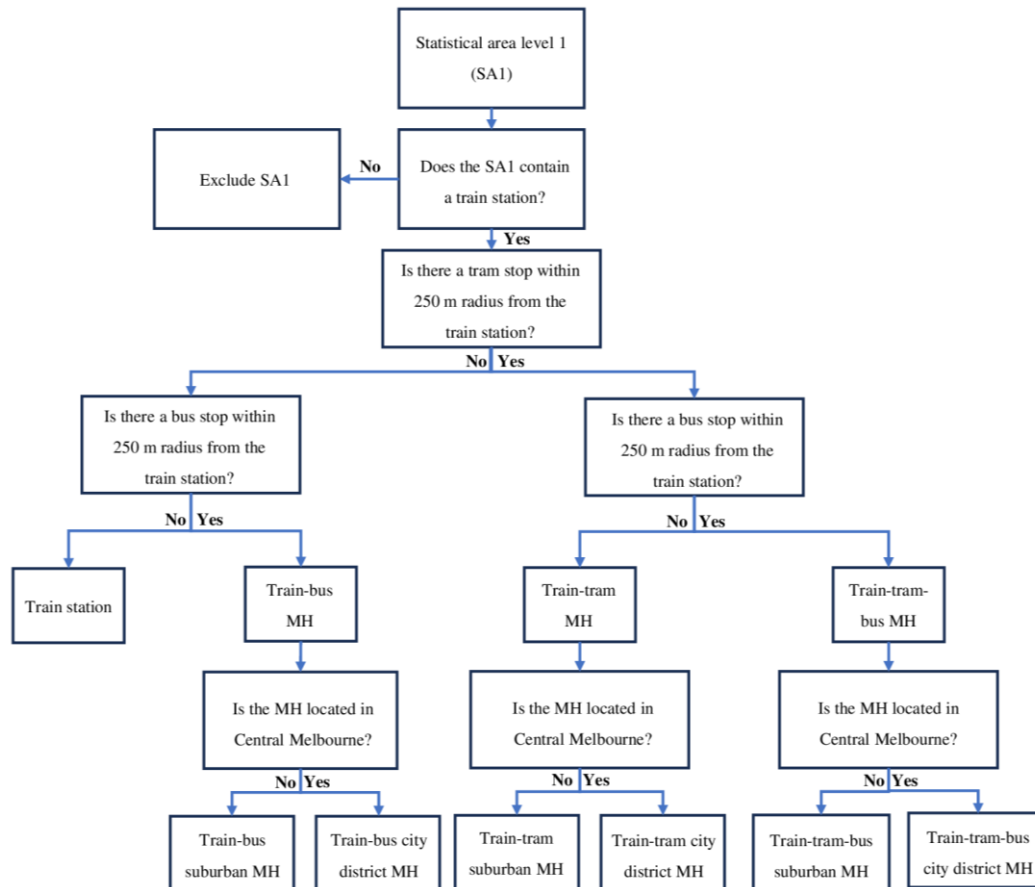 Statistical area level 1
(SA1)
Exclude SA1
No
Does the SA1 contain
a train station?
Yes
Is there a tram stop within
250 m radius from the
train station?
No Yes
Is there a bus stop within
250 m radius from the
train station?
Is there a bus stop within
250 m radius from the
train station?
No Yes
No Yes
Train station
Train-bus
MH
Train-tram
MH
Train-tram-
bus MH
Is the MH located in
Central Melbourne?
Is the MH located in
Central Melbourne?
Is the MH located in
Central Melbourne?
No Yes
No Yes
No Yes
Train-bus
suburban MH
Train-bus city
district MH
Train-tram
suburban MH
Train-tram city
district MH
Train-tram-bus
suburban MH
Train-tram-bus
city district MH